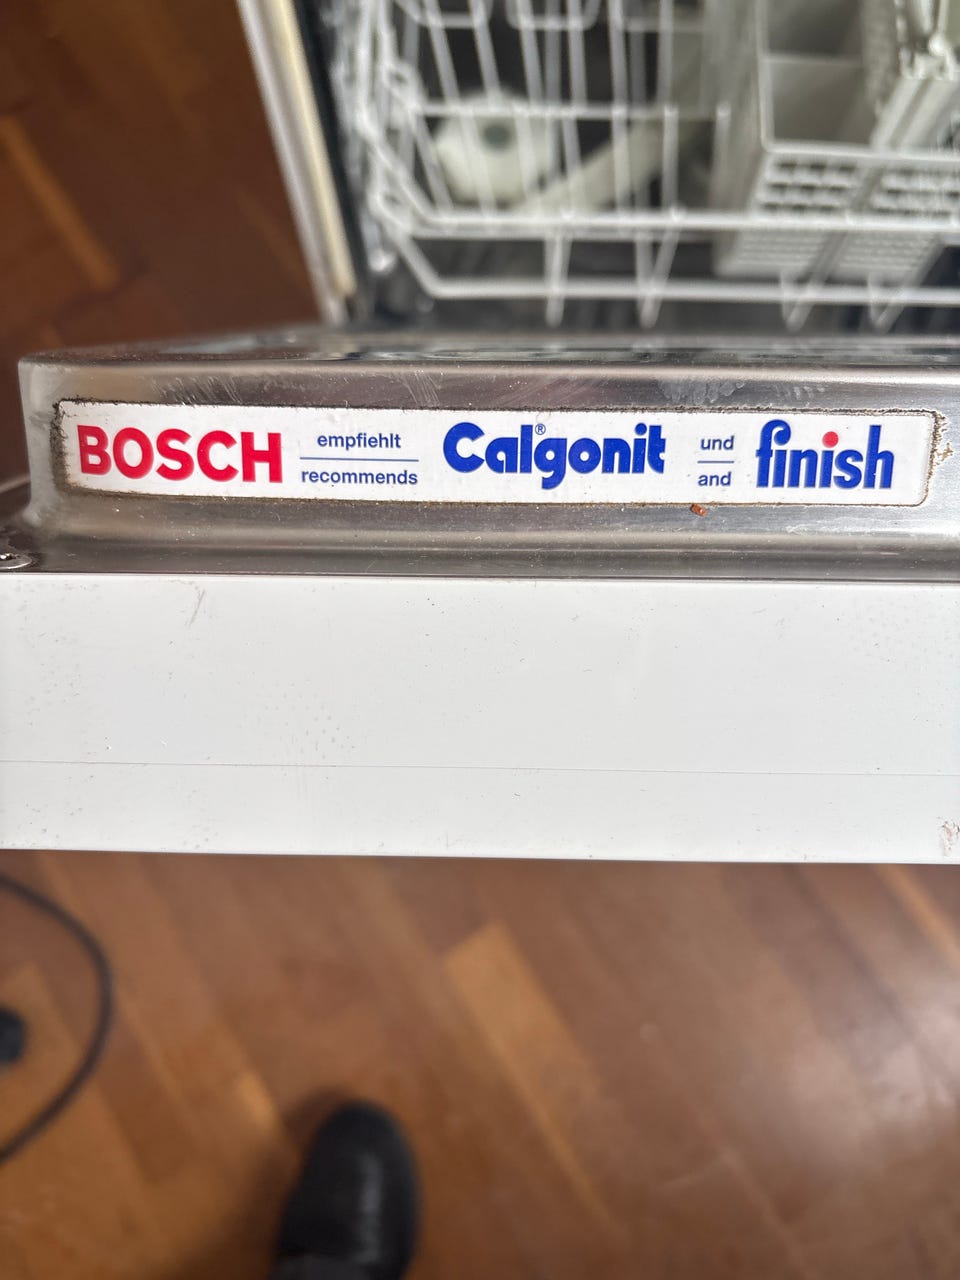 BOSCH empfiehlt Calgonit® und finish
recommends and